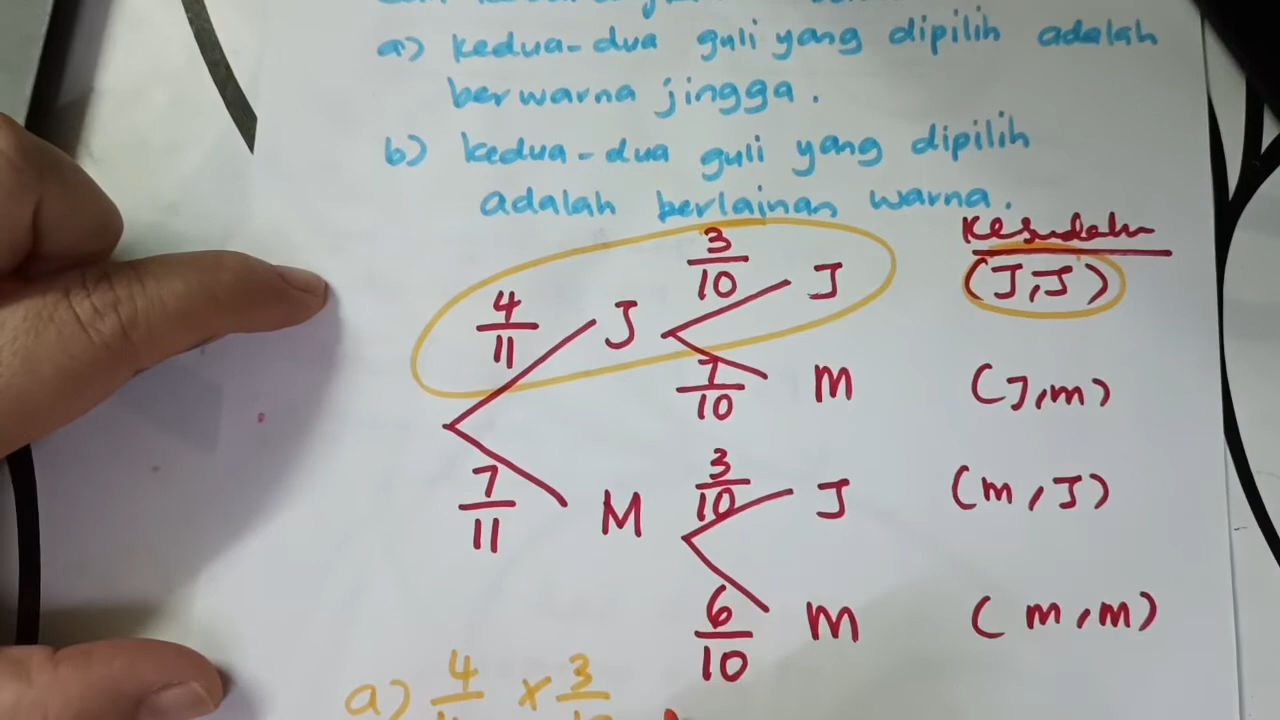 a) kedua-dua guli yang dipilih adalah
berwarna jingga.
b) kedua-dua guli yang dipilih
adalah berlainan warna.
Kesudahan
4/11 J 3/10 J (J,J)
7/10 m (J,m)
7/11 M 3/10 J (m,J)
6/10 m (m,m)
a) 4 × 3